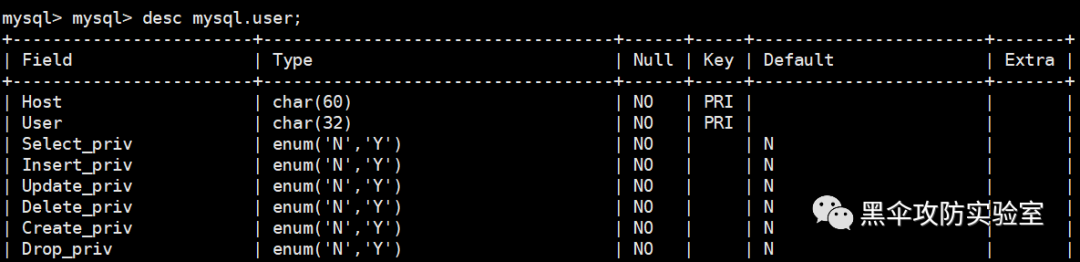 mysql> mysql> desc mysql.user;
+------------------------+-----------------------------------+------+-----+-----------------------+-------+
| Field | Type | Null | Key | Default | Extra |
+------------------------+-----------------------------------+------+-----+-----------------------+-------+
| Host | char(60) | NO | PRI | | |
| User | char(32) | NO | PRI | | |
| Select_priv | enum('N','Y') | NO | | N | |
| Insert_priv | enum('N','Y') | NO | | N | |
| Update_priv | enum('N','Y') | NO | | N | |
| Delete_priv | enum('N','Y') | NO | | N | |
| Create_priv | enum('N','Y') | NO | | N | |
| Drop_priv | enum('N','Y') | NO | | N | |
黑伞攻防实验室